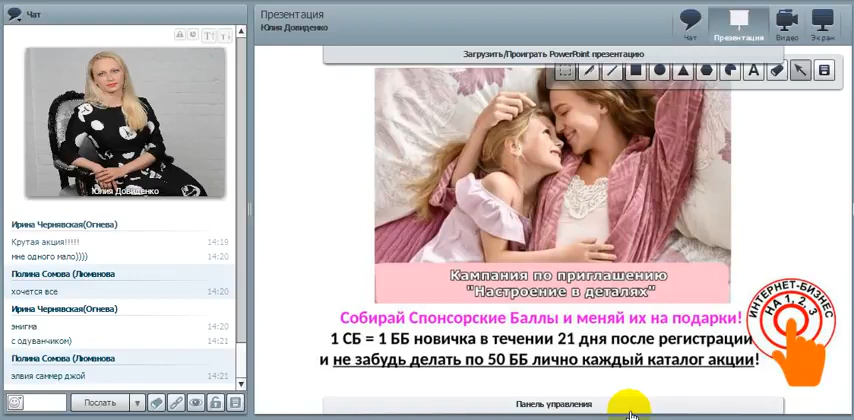 Чат
Юлия Довиденко
Ирина Чернявская(Огнева)
Крутая акция!!!!! 14:19
мне одного мало)))) 14:20
Полина Сомова (Люманова
хочется все 14:20
Ирина Чернявская(Огнева)
энигма 14:20
с одуванчиком) 14:21
Полина Сомова (Люманова
элвия саммер джой 14:21
Послать
Презентация
Юлия Довиденко
Чат
Презентация
Видео
Экран
Загрузить/Проиграть PowerPoint презентацию
Кампания по приглашению
"Настроение в деталях"
Собирай Спонсорские Баллы и меняй их на подарки!
1 СБ = 1 ББ новичка в течении 21 дня после регистрации
и не забудь делать по 50 ББ лично каждый каталог акции!
ИНТЕРНЕТ-БИЗНЕС
НА 1, 2, 3
Панель управления